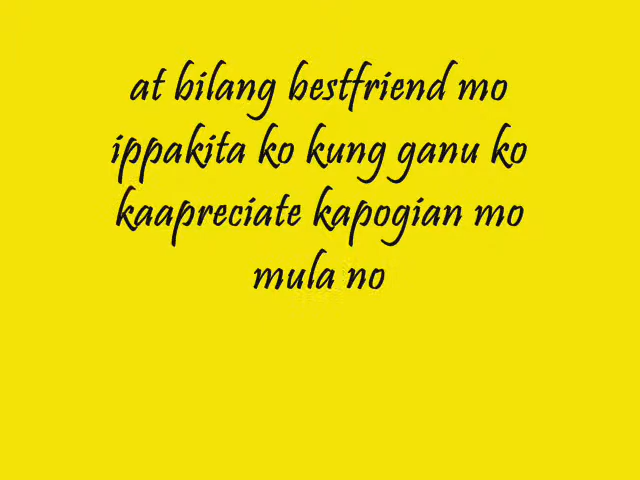 at bilang bestfriend mo
ippakita ko kung ganu ko
kaapreciate kapogian mo
mula no